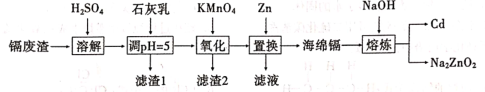 H₂SO₄ 石灰乳 KMnO₄ Zn NaOH
镉废渣 溶解 调pH=5 氧化 置换 海绵镉 熔炼 Cd
Na₂ZnO₂
滤渣1 滤渣2 滤液